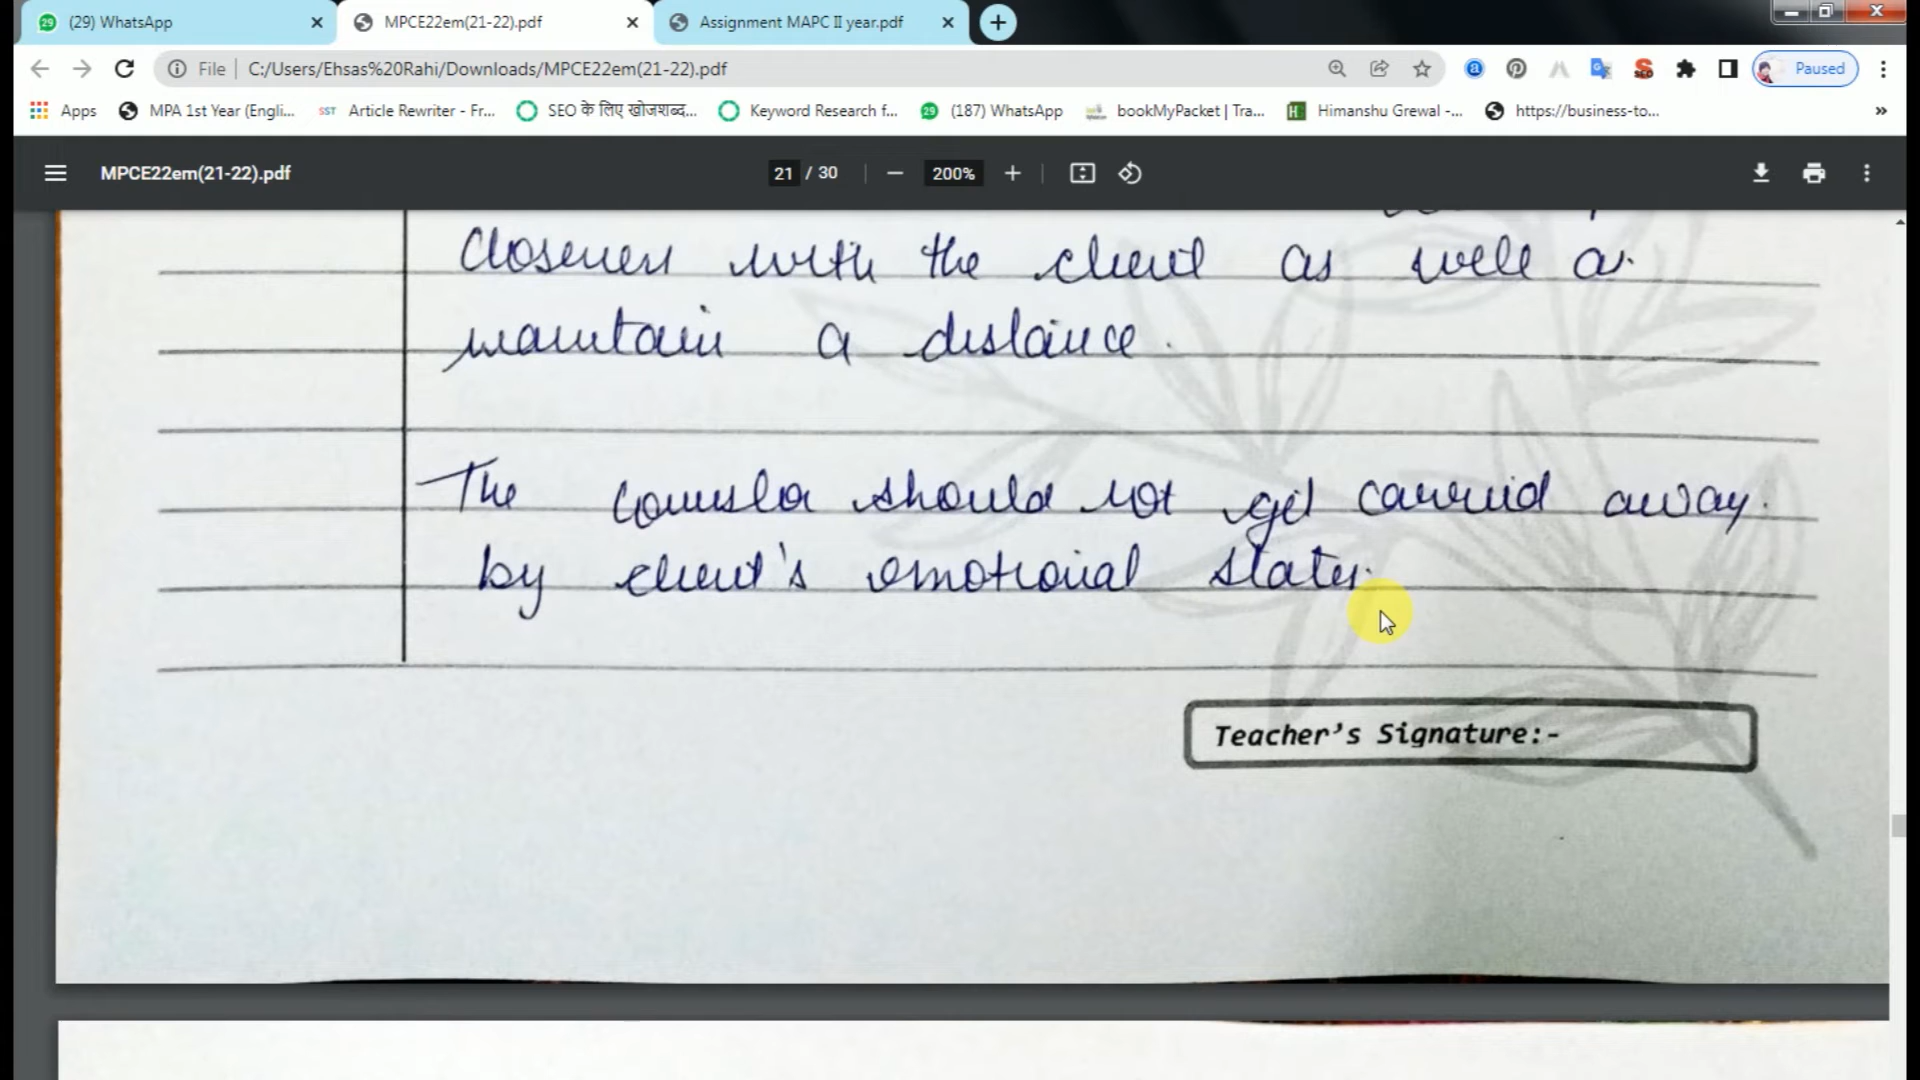 (29) WhatsApp
MPCE22em(21-22).pdf
Assignment MAPC II year.pdf
File
C:/Users/Ehsas%20Rahi/Downloads/MPCE22em(21-22).pdf
Paused
Apps
MPA 1st Year (Engli...
SST Article Rewriter - Fr...
SEO के लिए खोजशब्द...
Keyword Research f...
(187) WhatsApp
bookMyPacket | Tra...
Himanshu Grewal -...
https://business-to...
»
MPCE22em(21-22).pdf
21 / 30
200%
closeness with the client as well as
maintain a distance.
The counslor should not get carried away
by client's emotional states.
Teacher's Signature:-